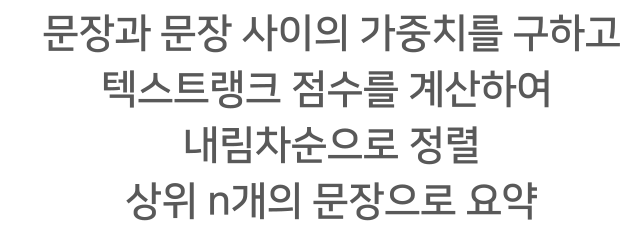 문장과 문장 사이의 가중치를 구하고
텍스트랭크 점수를 계산하여
내림차순으로 정렬
상위 n개의 문장으로 요약